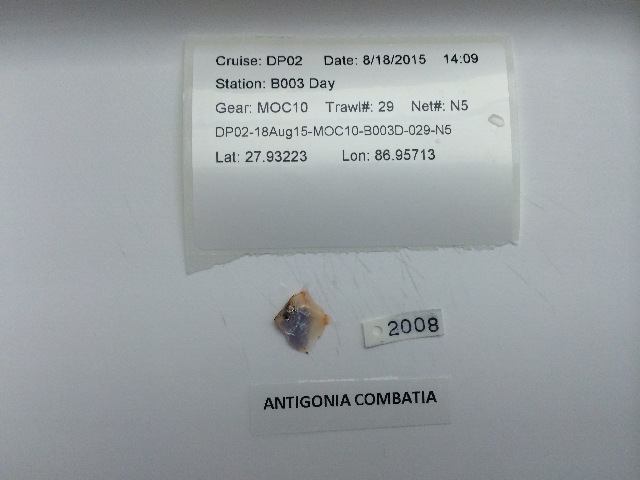 Cruise: DP02 Date: 8/18/2015 14:09
Station: B003 Day
Gear: MOC10 Trawl#: 29 Net#: N5
DP02-18Aug15-MOC10-B003D-029-N5
Lat: 27.93223 Lon: 86.95713
2008
ANTIGONIA COMBATIA